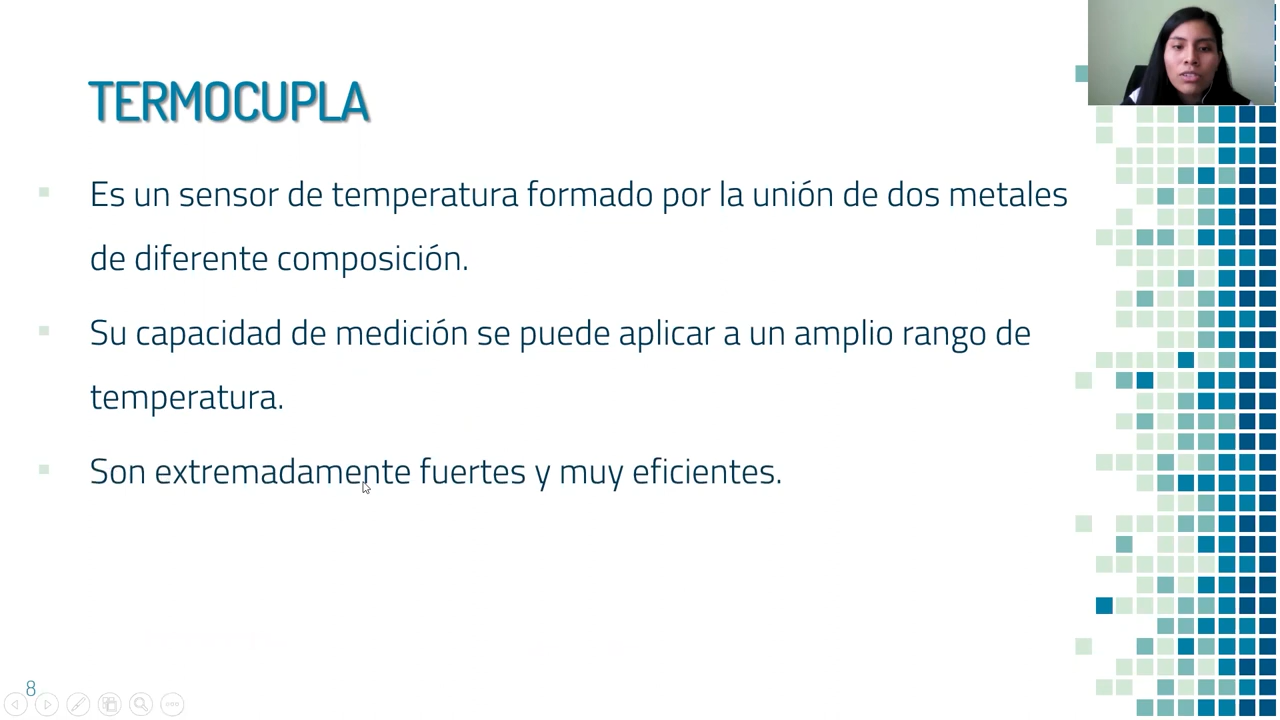 TERMOCUPLA
Es un sensor de temperatura formado por la unión de dos metales
de diferente composición.
Su capacidad de medición se puede aplicar a un amplio rango de
temperatura.
Son extremadamente fuertes y muy eficientes.
8